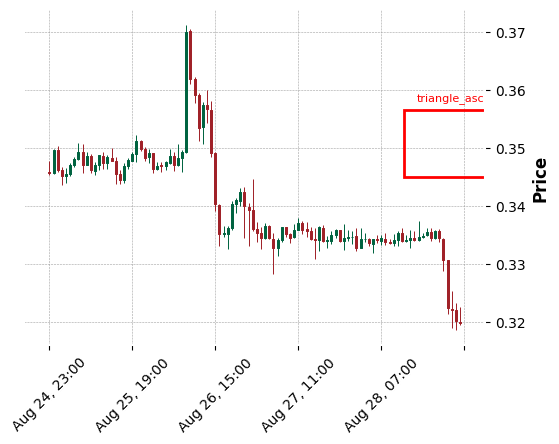 0.37
0.36
triangle_asc
0.35
0.34
0.33
0.32
Price
Aug 24, 23:00
Aug 25, 19:00
Aug 26, 15:00
Aug 27, 11:00
Aug 28, 07:00